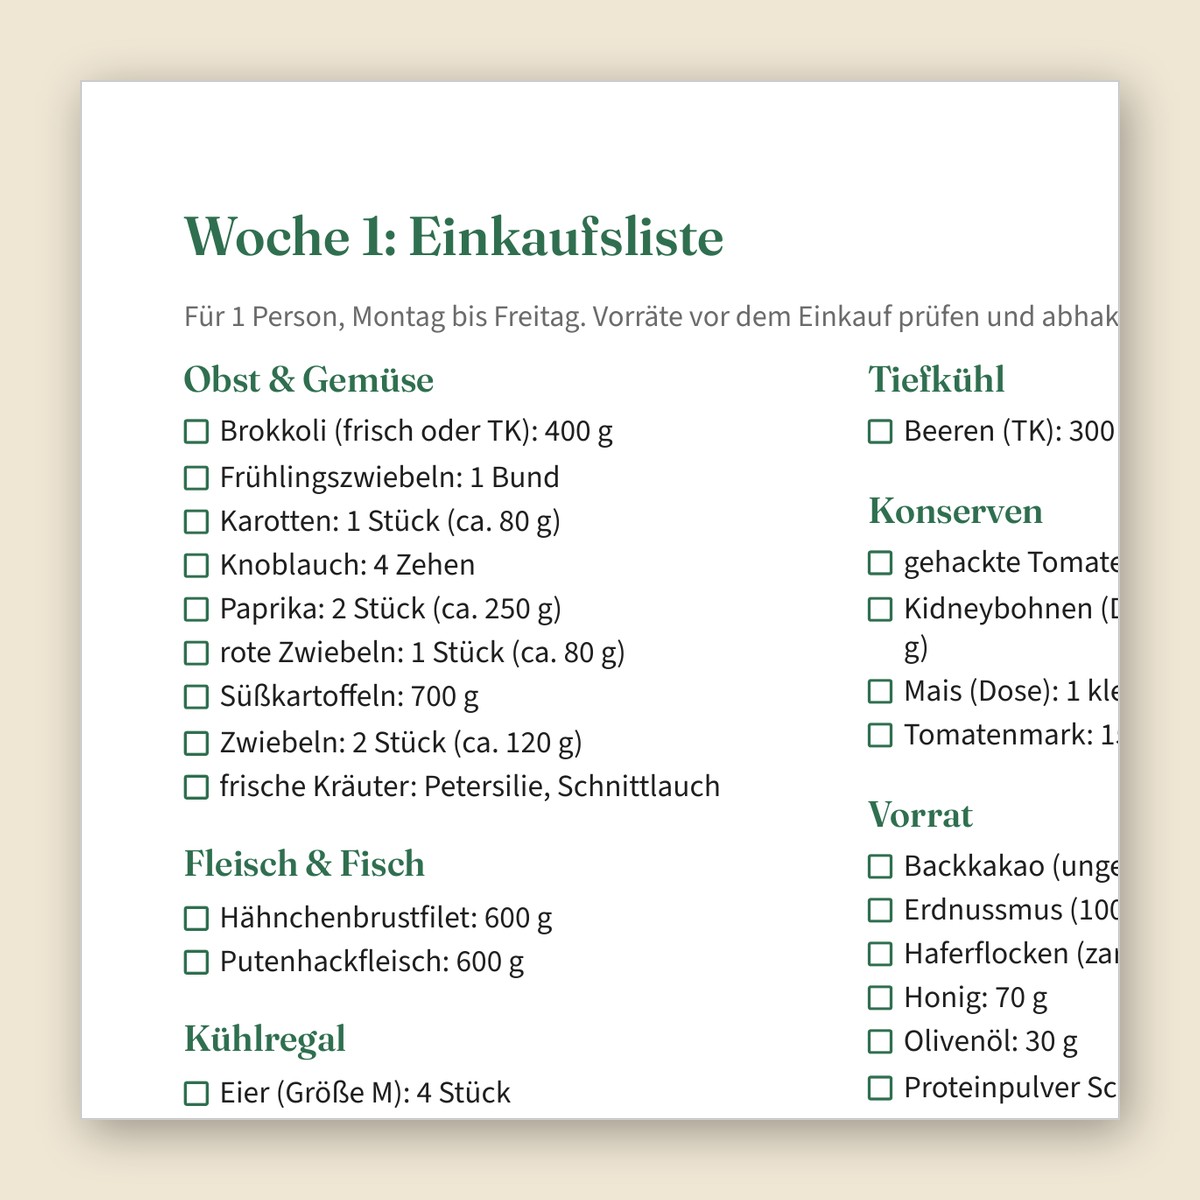 Woche 1: Einkaufsliste
Für 1 Person, Montag bis Freitag. Vorräte vor dem Einkauf prüfen und
Obst & Gemüse
Brokkoli (frisch oder TK): 400 g
Frühlingszwiebeln: 1 Bund
Karotten: 1 Stück (ca. 80 g)
Knoblauch: 4 Zehen
Paprika: 2 Stück (ca. 250 g)
rote Zwiebeln: 1 Stück (ca. 80 g)
Süßkartoffeln: 700 g
Zwiebeln: 2 Stück (ca. 120 g)
frische Kräuter: Petersilie, Schnittlauch
Fleisch & Fisch
Hähnchenbrustfilet: 600 g
Putenhackfleisch: 600 g
Kühlregal
Eier (Größe M): 4 Stück
Tiefkühl
Beeren (TK): 300
Konserven
gehackte
Kidneybohnen
g)
Mais (Dose): 1
Tomatenmark:
Vorrat
Backkakao
Erdnussmus
Haferflocken
Honig: 70 g
Olivenöl: 30 g
Proteinpulver